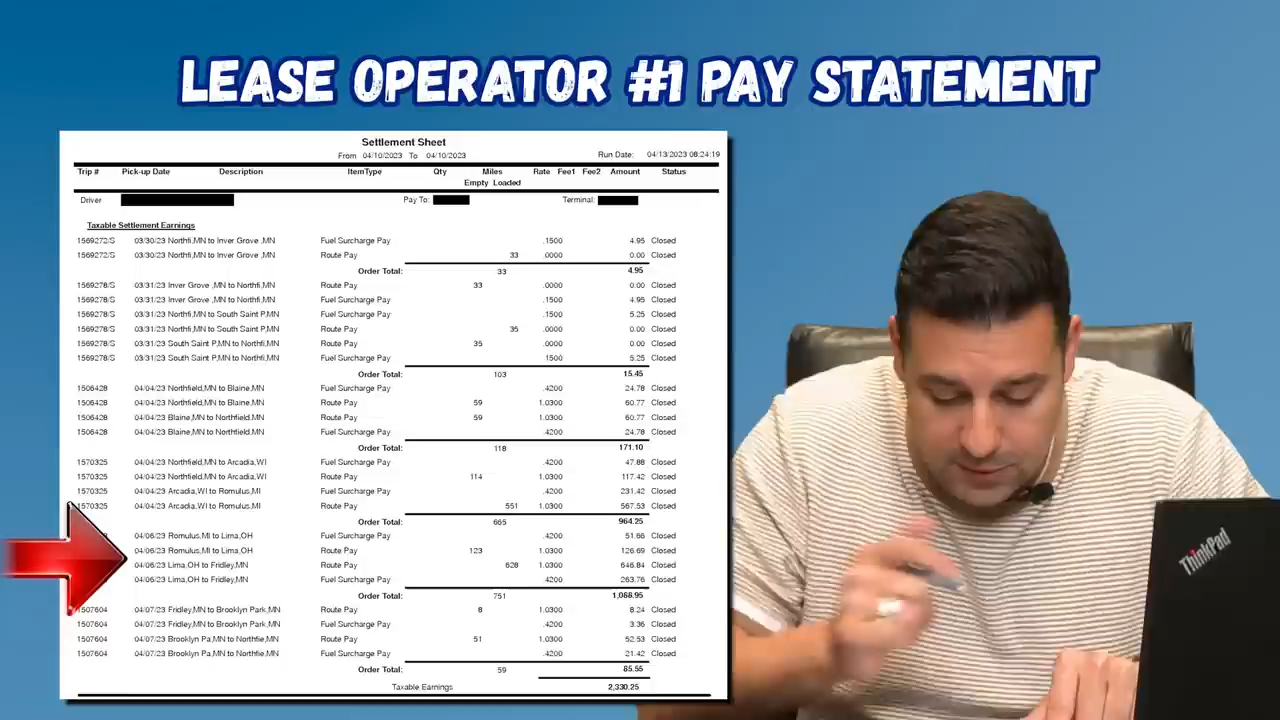 LEASE OPERATOR #1 PAY STATEMENT
Settlement Sheet
From 04/10/2023 To 04/10/2023 Run Date: 04/13/2023 08:24:19
Trip # Pick-up Date Description ItemType Qty Miles Rate Fee1 Fee2 Amount Status
Empty Loaded
Driver Pay To: Terminal:
Taxable Settlement Earnings
1569272/S 03/30/23 Northfi,MN to Inver Grove ,MN Fuel Surcharge Pay .1500 4.95 Closed
1569272/S 03/30/23 Northfi,MN to Inver Grove ,MN Route Pay 33 .0000 0.00 Closed
Order Total: 33 4.95
1569278/S 03/31/23 Inver Grove ,MN to Northfi,MN Route Pay 33 .0000 0.00 Closed
1569278/S 03/31/23 Inver Grove ,MN to Northfi,MN Fuel Surcharge Pay .1500 4.95 Closed
1569278/S 03/31/23 Northfi,MN to South Saint P,MN Fuel Surcharge Pay .1500 5.25 Closed
1569278/S 03/31/23 Northfi,MN to South Saint P,MN Route Pay 35 .0000 0.00 Closed
1569278/S 03/31/23 South Saint P,MN to Northfi,MN Route Pay 35 .0000 0.00 Closed
1569278/S 03/31/23 South Saint P,MN to Northfi,MN Fuel Surcharge Pay 1500 5.25 Closed
Order Total: 103 15.45
1506428 04/04/23 Northfield,MN to Blaine,MN Fuel Surcharge Pay .4200 24.78 Closed
1506428 04/04/23 Northfield,MN to Blaine,MN Route Pay 59 1.0300 60.77 Closed
1506428 04/04/23 Blaine,MN to Northfield,MN Route Pay 59 1.0300 60.77 Closed
1506428 04/04/23 Blaine,MN to Northfield,MN Fuel Surcharge Pay .4200 24.78 Closed
Order Total: 118 171.10
1570325 04/04/23 Northfield,MN to Arcadia,WI Fuel Surcharge Pay .4200 47.88 Closed
1570325 04/04/23 Northfield,MN to Arcadia,WI Route Pay 114 1.0300 117.42 Closed
1570325 04/04/23 Arcadia,WI to Romulus,MI Fuel Surcharge Pay .4200 231.42 Closed
1570325 04/04/23 Arcadia,WI to Romulus,MI Route Pay 551 1.0300 567.53 Closed
Order Total: 665 964.25
04/06/23 Romulus,MI to Lima,OH Fuel Surcharge Pay .4200 51.66 Closed
04/06/23 Romulus,MI to Lima,OH Route Pay 123 1.0300 126.69 Closed
04/06/23 Lima,OH to Fridley,MN Route Pay 628 1.0300 646.84 Closed
04/06/23 Lima,OH to Fridley,MN Fuel Surcharge Pay .4200 263.76 Closed
Order Total: 751 1,088.95
1507604 04/07/23 Fridley,MN to Brooklyn Park,MN Route Pay 8 1.0300 8.24 Closed
1507604 04/07/23 Fridley,MN to Brooklyn Park,MN Fuel Surcharge Pay .4200 3.36 Closed
1507604 04/07/23 Brooklyn Pa,MN to Northfie,MN Route Pay 51 1.0300 52.53 Closed
1507604 04/07/23 Brooklyn Pa,MN to Northfie,MN Fuel Surcharge Pay .4200 21.42 Closed
Order Total: 59 85.55
Taxable Earnings 2,330.25
ThinkPad